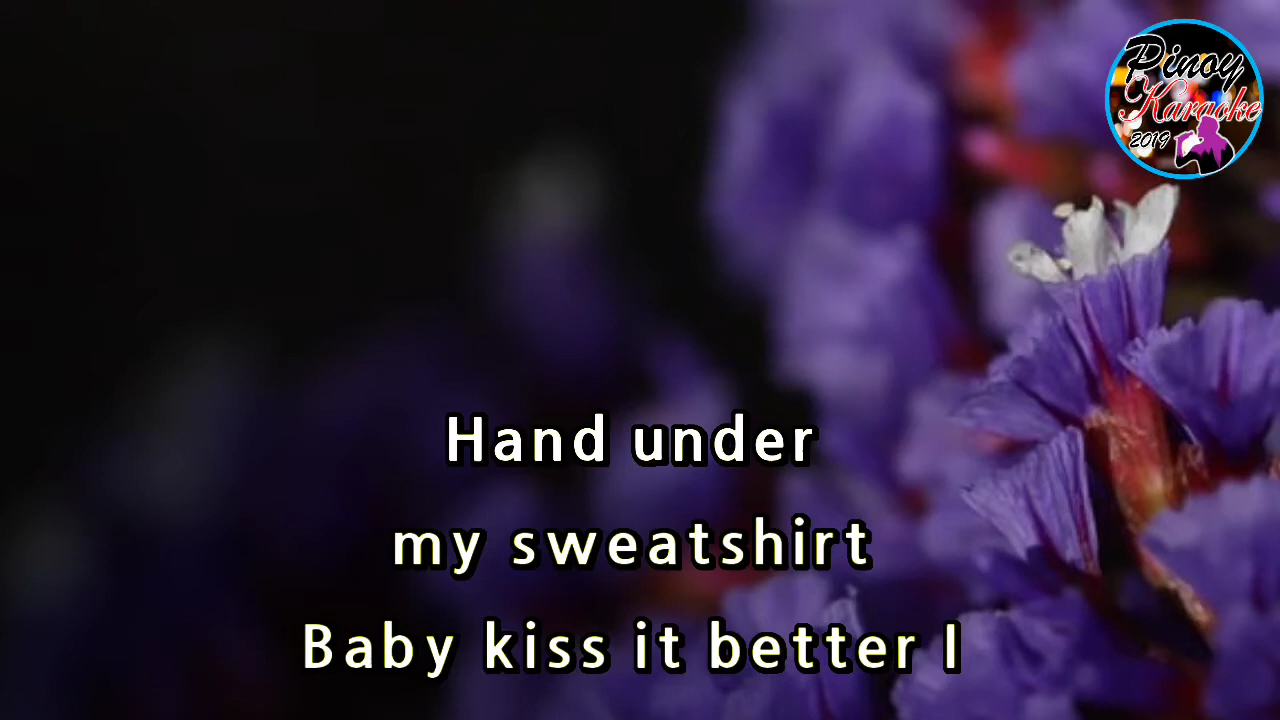 Pinoy
Karaoke
2019
Hand under
my sweatshirt
Baby kiss it better I